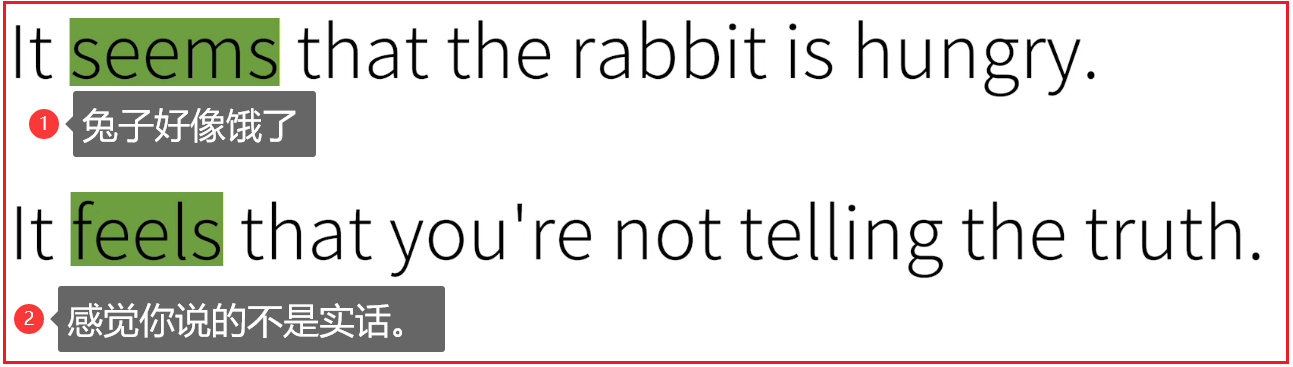 It seems that the rabbit is hungry.
1 兔子好像饿了
It feels that you're not telling the truth.
2 感觉你说的不是实话。